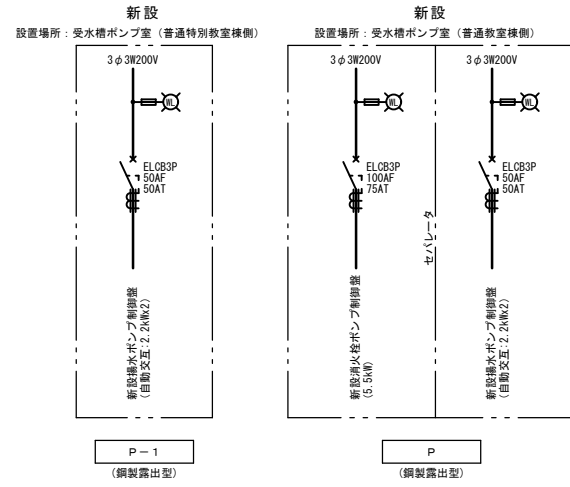 新設
設置場所：受水槽ポンプ室（普通特別教室棟側）
3φ3W200V
WL
ELCB3P
50AF
50AT
新設揚水ポンプ制御盤
(自動交互:2.2kWx2)
P－1
(鋼製露出型)
新設
設置場所：受水槽ポンプ室（普通特別教室棟側）
3φ3W200V
WL
ELCB3P
100AF
75AT
新設消火栓ポンプ制御盤
(5.5kW)
セパレータ
3φ3W200V
WL
ELCB3P
50AF
50AT
新設揚水ポンプ制御盤
(自動交互:2.2kWx2)
P
(鋼製露出型)